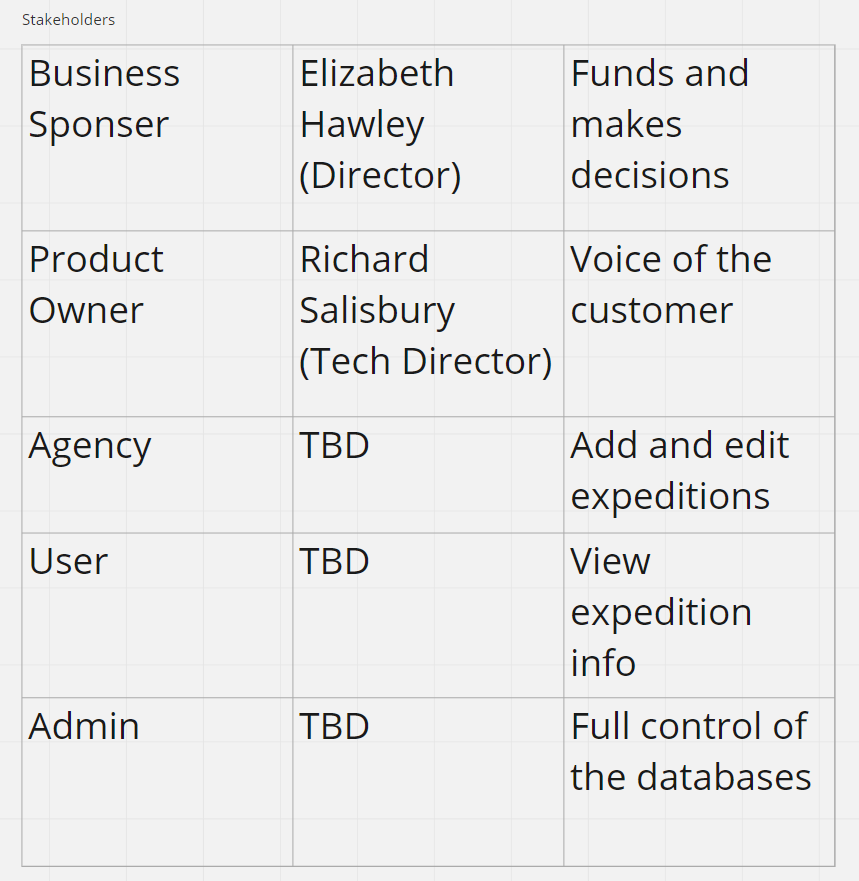 Stakeholders
Business
Sponser
Elizabeth
Hawley
(Director)
Funds and
makes
decisions
Product
Owner
Richard
Salisbury
(Tech Director)
Voice of the
customer
Agency
TBD
Add and edit
expeditions
User
TBD
View
expedition
info
Admin
TBD
Full control of
the databases